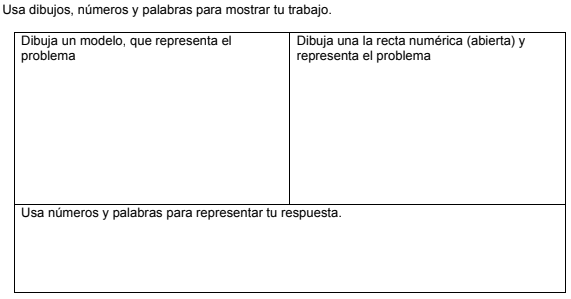 Usa dibujos, números y palabras para mostrar tu trabajo.
Dibuja un modelo, que representa el
problema
Dibuja una la recta numérica (abierta) y
representa el problema
Usa números y palabras para representar tu respuesta.